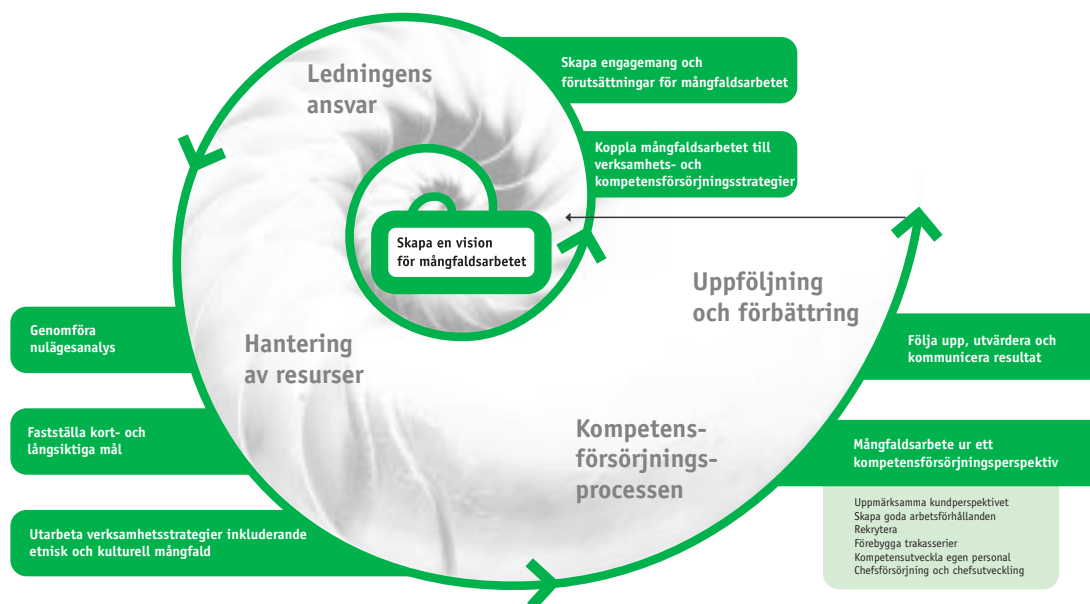 Ledningens
ansvar
Skapa engagemang och
förutsättningar för mångfaldsarbetet
Koppla mångfaldsarbetet till
verksamhets- och
kompetensförsörjningsstrategier
Skapa en vision
för mångfaldsarbetet
Uppföljning
och förbättring
Genomföra
nulägesanalys
Hantering
av resurser
Följa upp, utvärdera och
kommunicera resultat
Fastställa kort- och
långsiktiga mål
Kompetens-
försörjnings-
processen
Mångfaldsarbete ur ett
kompetensförsörjningsperspektiv
Uppmärksamma kundperspektivet
Skapa goda arbetsförhållanden
Rekrytera
Förebygga trakasserier
Kompetensutveckla egen personal
Chefsförsörjning och chefsutveckling
Utarbeta verksamhetsstrategier inkluderande
etnisk och kulturell mångfald